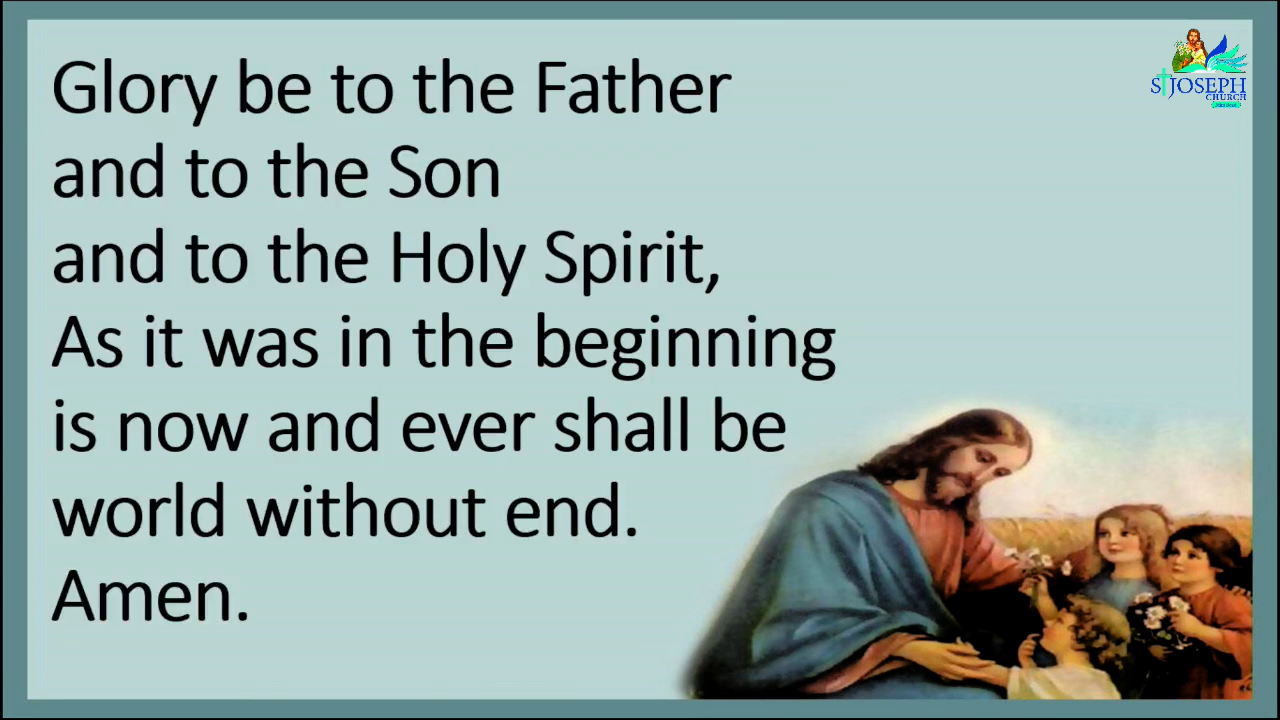 Glory be to the Father
and to the Son
and to the Holy Spirit,
As it was in the beginning
is now and ever shall be
world without end.
Amen.
ST JOSEPH
CHURCH